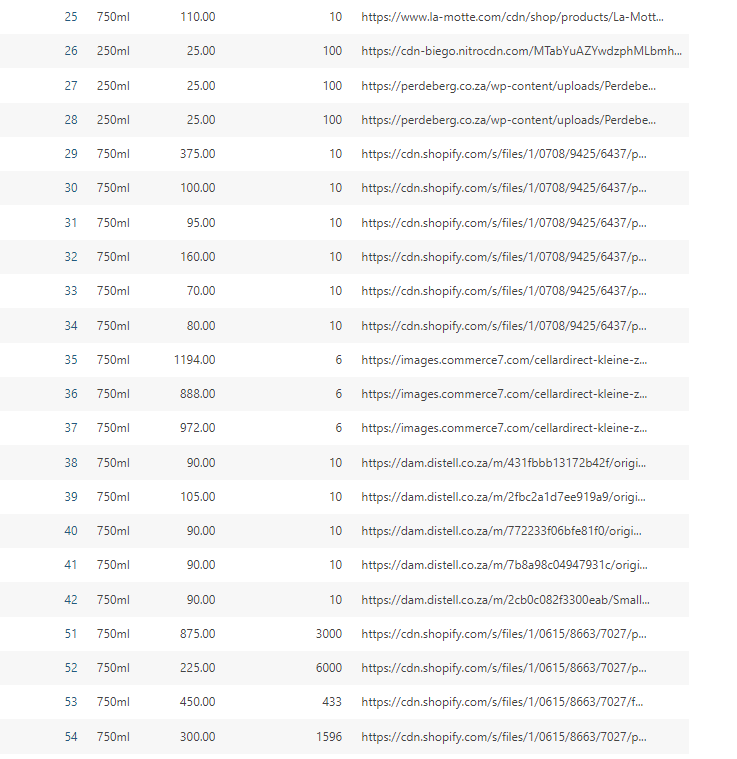 25 750ml 110.00 10 https://www.la-motte.com/cdn/shop/products/La-Mott...
26 250ml 25.00 100 https://cdn-biego.nitrocdn.com/MTabYuAZYwdzphMLbmh...
27 250ml 25.00 100 https://perdeberg.co.za/wp-content/uploads/Perdebe...
28 250ml 25.00 100 https://perdeberg.co.za/wp-content/uploads/Perdebe...
29 750ml 375.00 10 https://cdn.shopify.com/s/files/1/0708/9425/6437/p...
30 750ml 100.00 10 https://cdn.shopify.com/s/files/1/0708/9425/6437/p...
31 750ml 95.00 10 https://cdn.shopify.com/s/files/1/0708/9425/6437/p...
32 750ml 160.00 10 https://cdn.shopify.com/s/files/1/0708/9425/6437/p...
33 750ml 70.00 10 https://cdn.shopify.com/s/files/1/0708/9425/6437/p...
34 750ml 80.00 10 https://cdn.shopify.com/s/files/1/0708/9425/6437/p...
35 750ml 1194.00 6 https://images.commerce7.com/cellardirect-kleine-z...
36 750ml 888.00 6 https://images.commerce7.com/cellardirect-kleine-z...
37 750ml 972.00 6 https://images.commerce7.com/cellardirect-kleine-z...
38 750ml 90.00 10 https://dam.distell.co.za/m/431fbbb13172b42f/origi...
39 750ml 105.00 10 https://dam.distell.co.za/m/2fbc2a1d7ee919a9/origi...
40 750ml 90.00 10 https://dam.distell.co.za/m/772233f06bfe81f0/origi...
41 750ml 90.00 10 https://dam.distell.co.za/m/7b8a98c04947931c/origi...
42 750ml 90.00 10 https://dam.distell.co.za/m/2cb0c082f3300eab/Small...
51 750ml 875.00 3000 https://cdn.shopify.com/s/files/1/0615/8663/7027/p...
52 750ml 225.00 6000 https://cdn.shopify.com/s/files/1/0615/8663/7027/p...
53 750ml 450.00 433 https://cdn.shopify.com/s/files/1/0615/8663/7027/f...
54 750ml 300.00 1596 https://cdn.shopify.com/s/files/1/0615/8663/7027/p...